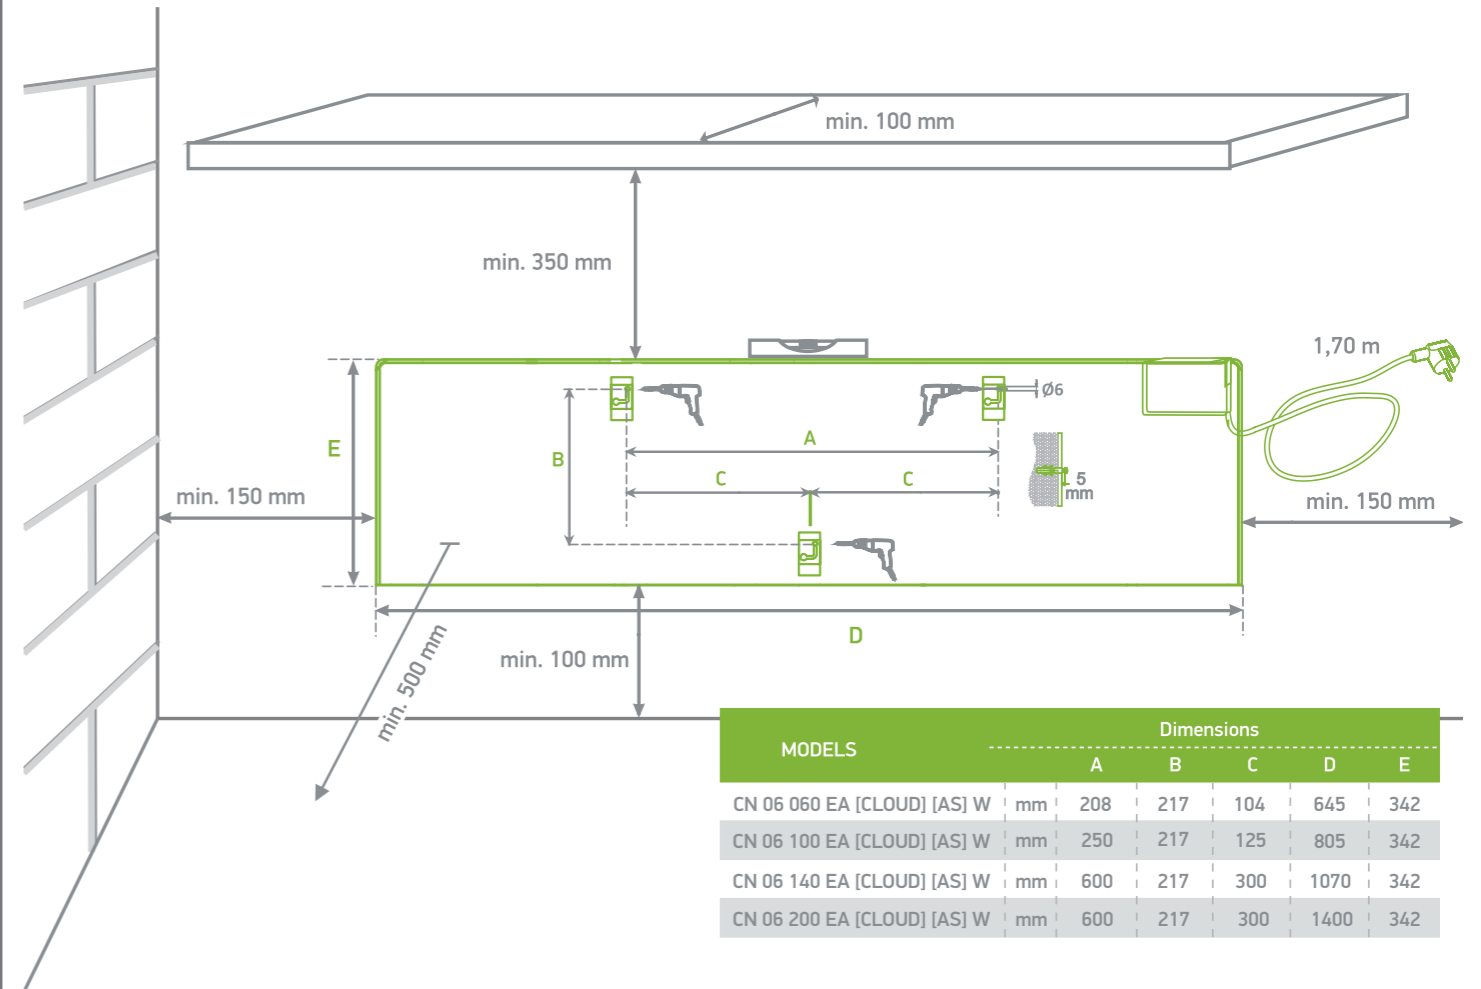 min. 100 mm
min. 350 mm
1,70 m
Ø6
A
E
B
C
C
5
mm
min. 150 mm
min. 150 mm
D
min. 500 mm
min. 100 mm
MODELS
Dimensions
A B C D E
CN 06 060 EA [CLOUD] [AS] W mm 208 217 104 645 342
CN 06 100 EA [CLOUD] [AS] W mm 250 217 125 805 342
CN 06 140 EA [CLOUD] [AS] W mm 600 217 300 1070 342
CN 06 200 EA [CLOUD] [AS] W mm 600 217 300 1400 342